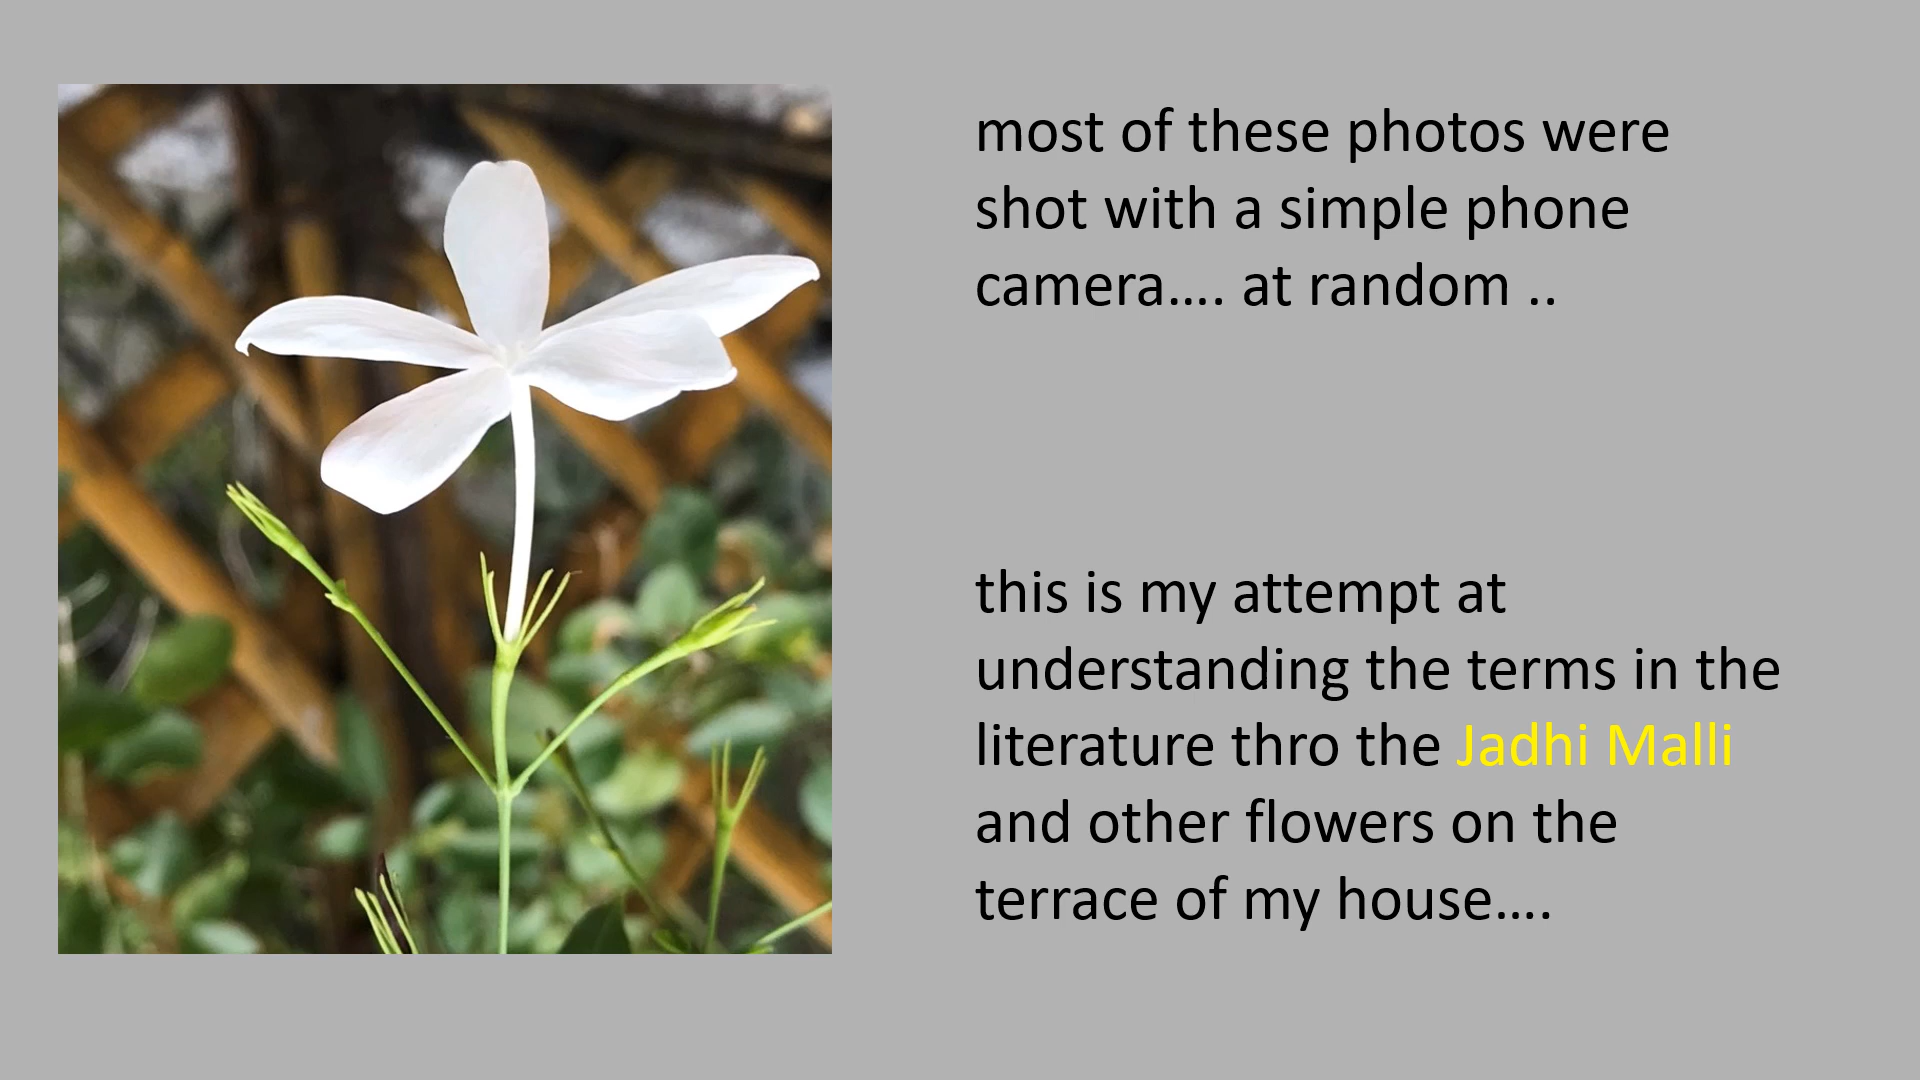 most of these photos were
shot with a simple phone
camera…. at random ..
this is my attempt at
understanding the terms in the
literature thro the Jadhi Malli
and other flowers on the
terrace of my house….